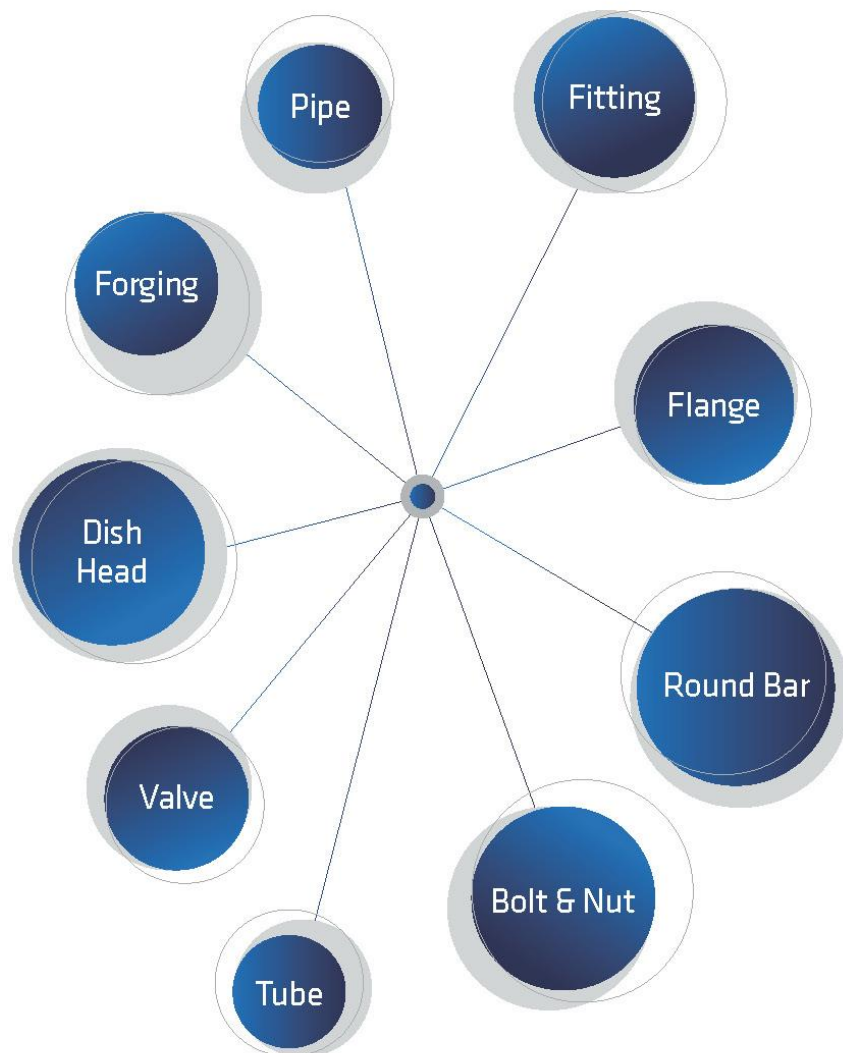 Pipe
Fitting
Forging
Flange
Dish
Head
Round Bar
Valve
Bolt & Nut
Tube